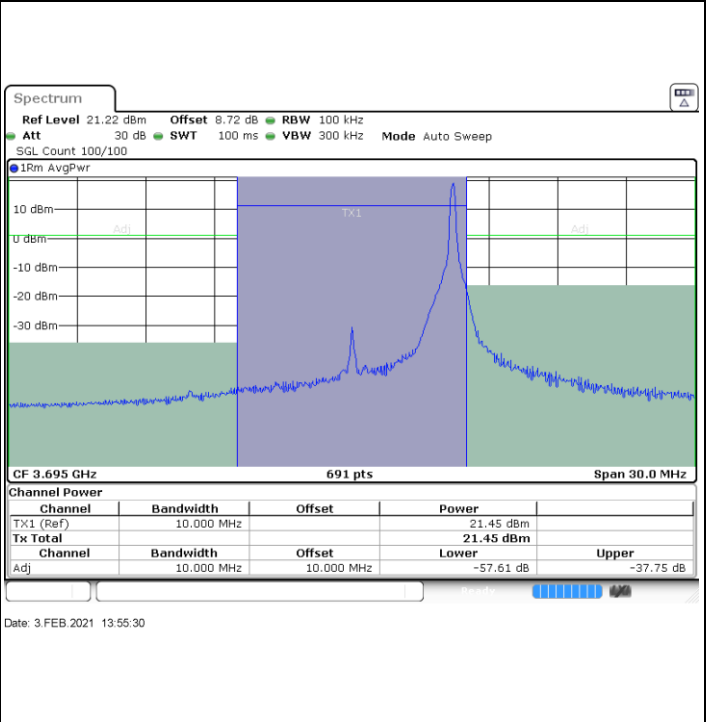 Spectrum
Ref Level 21.22 dBm Offset 8.72 dB RBW 100 kHz
Att 30 dB SWT 100 ms VBW 300 kHz Mode Auto Sweep
SGL Count 100/100
1Rm AvgPwr
10 dBm
TX1
Adj Adj
0 dBm
-10 dBm
-20 dBm
-30 dBm
CF 3.695 GHz 691 pts Span 30.0 MHz
Channel Power
Channel Bandwidth Offset Power
TX1 (Ref) 10.000 MHz 21.45 dBm
Tx Total 21.45 dBm
Channel Bandwidth Offset Lower Upper
Adj 10.000 MHz 10.000 MHz -57.61 dB -37.75 dB
Ready
Date: 3.FEB.2021 13:55:30